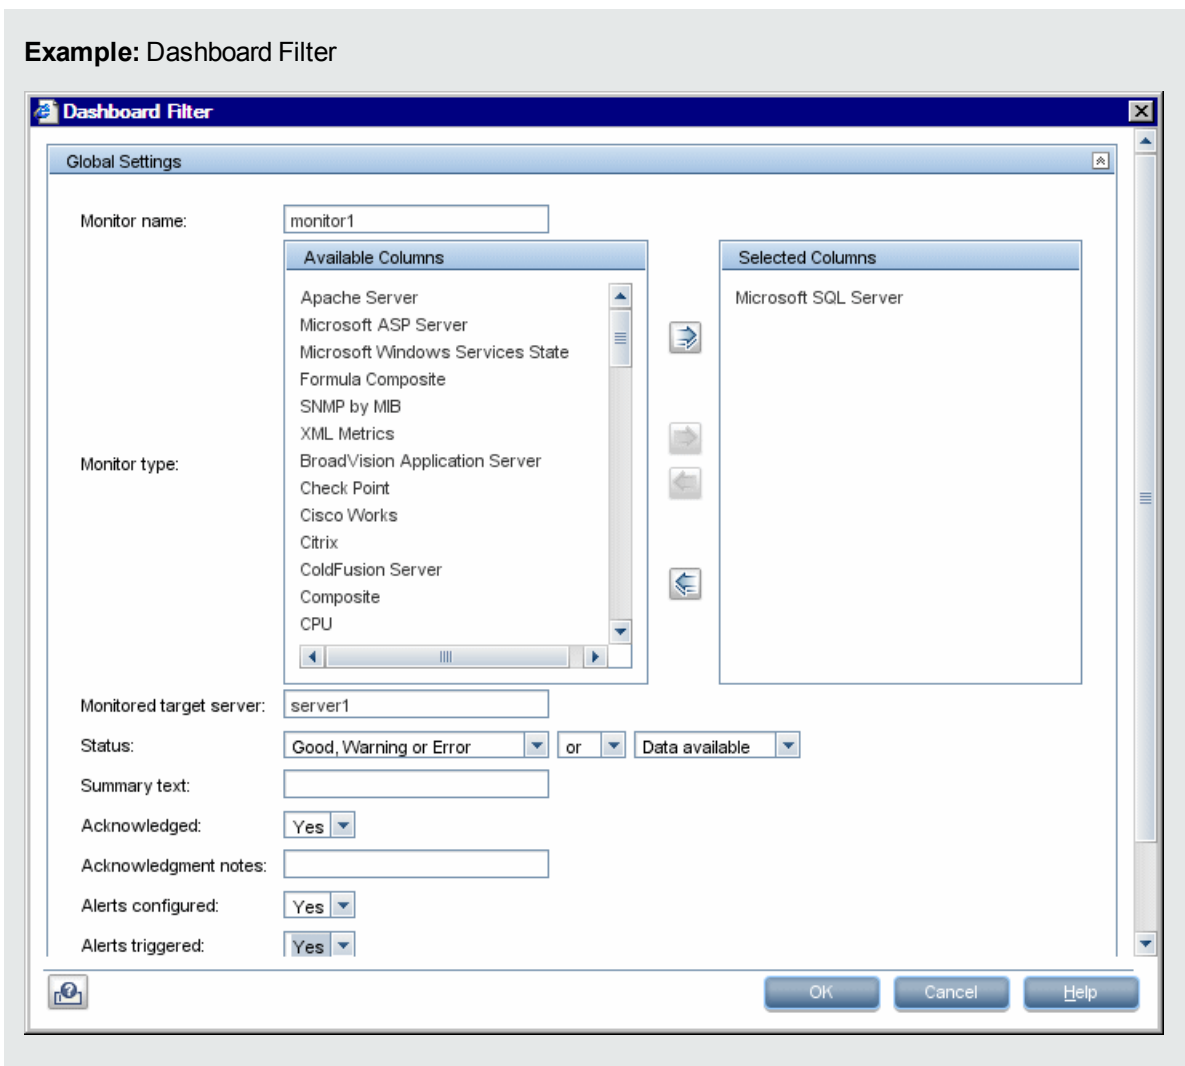 Example: Dashboard Filter
Dashboard Filter
Global Settings
Monitor name:
monitor1
Available Columns
Apache Server
Microsoft ASP Server
Microsoft Windows Services State
Formula Composite
SNMP by MIB
XML Metrics
BroadVision Application Server
Check Point
Cisco Works
Citrix
ColdFusion Server
Composite
CPU
Selected Columns
Microsoft SQL Server
Monitor type:
Monitored target server: server1
Status: Good, Warning or Error or Data available
Summary text:
Acknowledged: Yes
Acknowledgment notes:
Alerts configured: Yes
Alerts triggered: Yes
OK Cancel Help